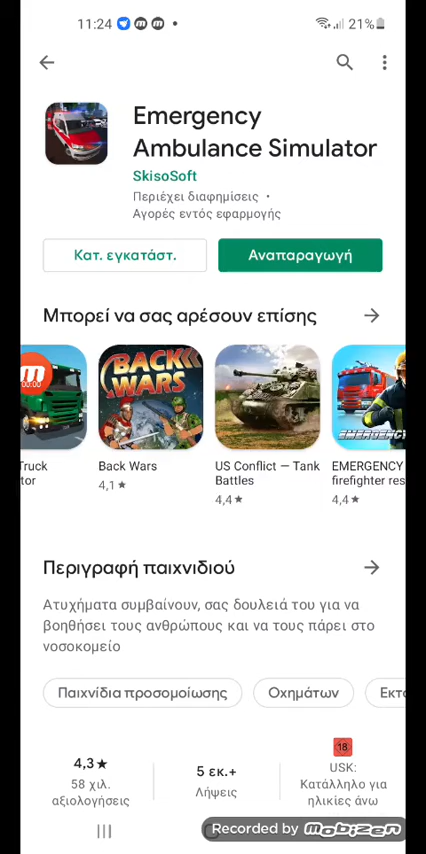 11:24
21%
Emergency
Ambulance Simulator
SkisoSoft
Περιέχει διαφημίσεις •
Αγορές εντός εφαρμογής
Κατ. εγκατάστ.
Αναπαραγωγή
Μπορεί να σας αρέσουν επίσης
00:00
BACK
WARS
EMERGENCY
Truck
tor
Back Wars
4,1★
US Conflict — Tank
Battles
4,4★
EMERGENCY
firefighter res
4,4★
Περιγραφή παιχνιδιού
Ατυχήματα συμβαίνουν, σας δουλειά του για να
βοηθήσει τους ανθρώπους και να τους πάρει στο
νοσοκομείο
Παιχνίδια προσομοίωσης
Οχημάτων
Εκτ
4,3★
58 χιλ.
αξιολογήσεις
5 εκ.+
Λήψεις
18
USK:
Κατάλληλο για
ηλικίες άνω
Recorded by mobizen